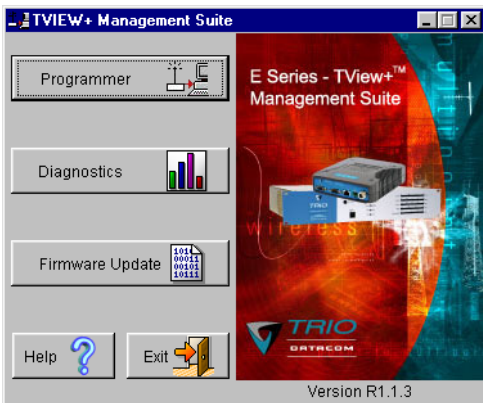 TVIEW+ Management Suite
Programmer
Diagnostics
Firmware Update
1010
00011
00101
10111
Help
?
Exit
E Series - TView+™
Management Suite
TRIO
wireless
TRIO
DATACOM
Version R1.1.3